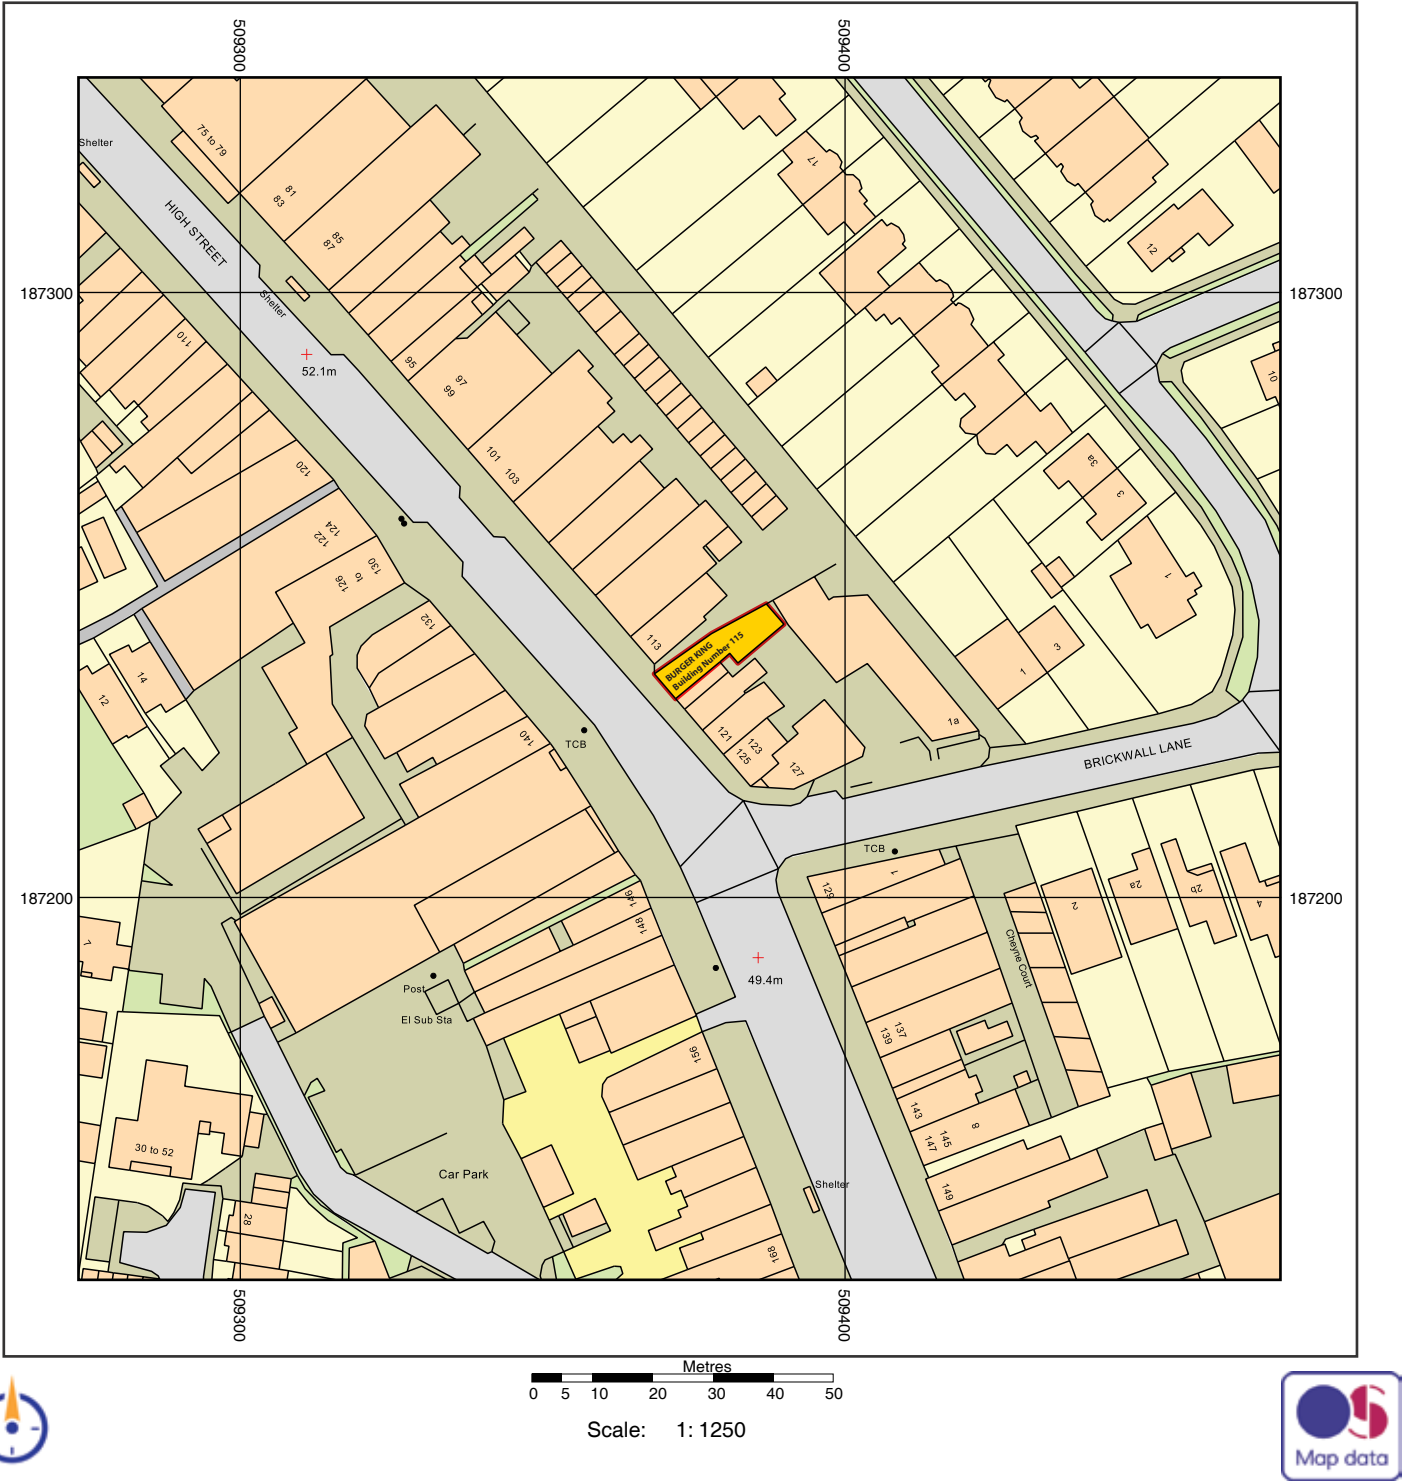 509300
509400
Shelter
75 to 79
17
81
83
HIGH STREET
85
87
12
187300
187300
Shelter
110
52.1m
95
97
99
10
101
103
120
3a
3
124
122
130
to
126
1
132
113
BURGER KING
Building Number 115
3
1
14
12
1a
140
TCB
121
123
125
127
BRICKWALL LANE
TCB
1
129
2a
2b
2
4
187200
187200
146
148
7
Cheyne Court
49.4m
Post
El Sub Sta
137
139
156
143
145
147
8
30 to 52
Car Park
Shelter
149
28
168
509300
509400
Metres
0 5 10 20 30 40 50
Scale: 1: 1250
OS
Map data